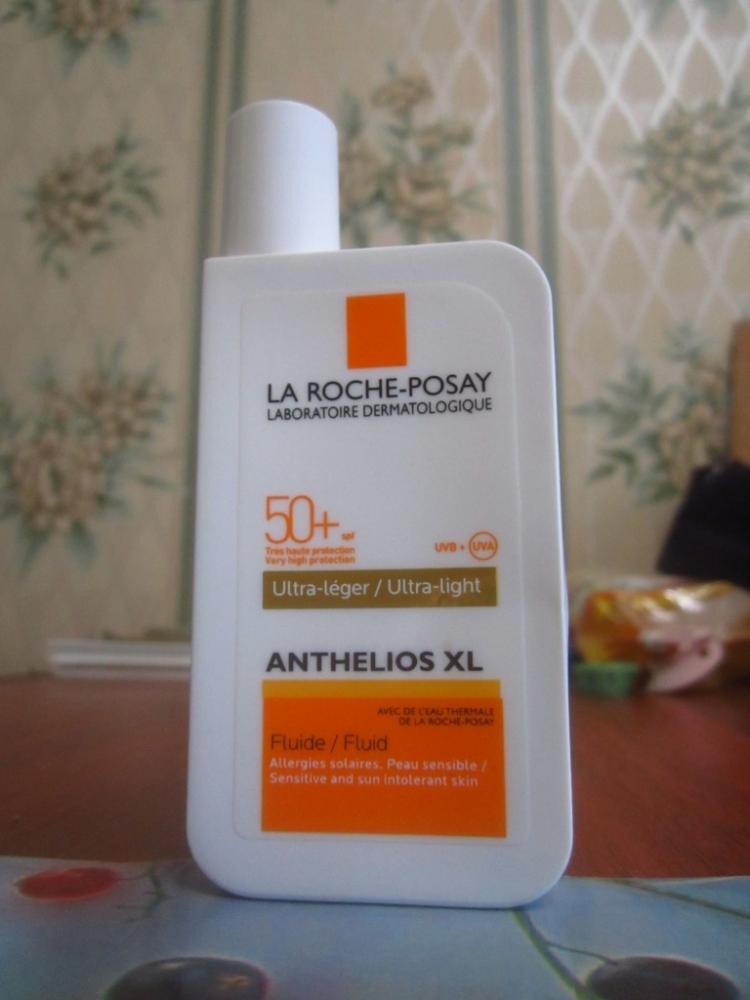 LA ROCHE-POSAY
LABORATOIRE DERMATOLOGIQUE
50+ spf
Très haute protection
Very high protection
UVB + UVA
Ultra-léger / Ultra-light
ANTHELIOS XL
AVEC DE L'EAU THERMALE
DE LA ROCHE-POSAY
Fluide / Fluid
Allergies solaires. Peau sensible /
Sensitive and sun intolerant skin